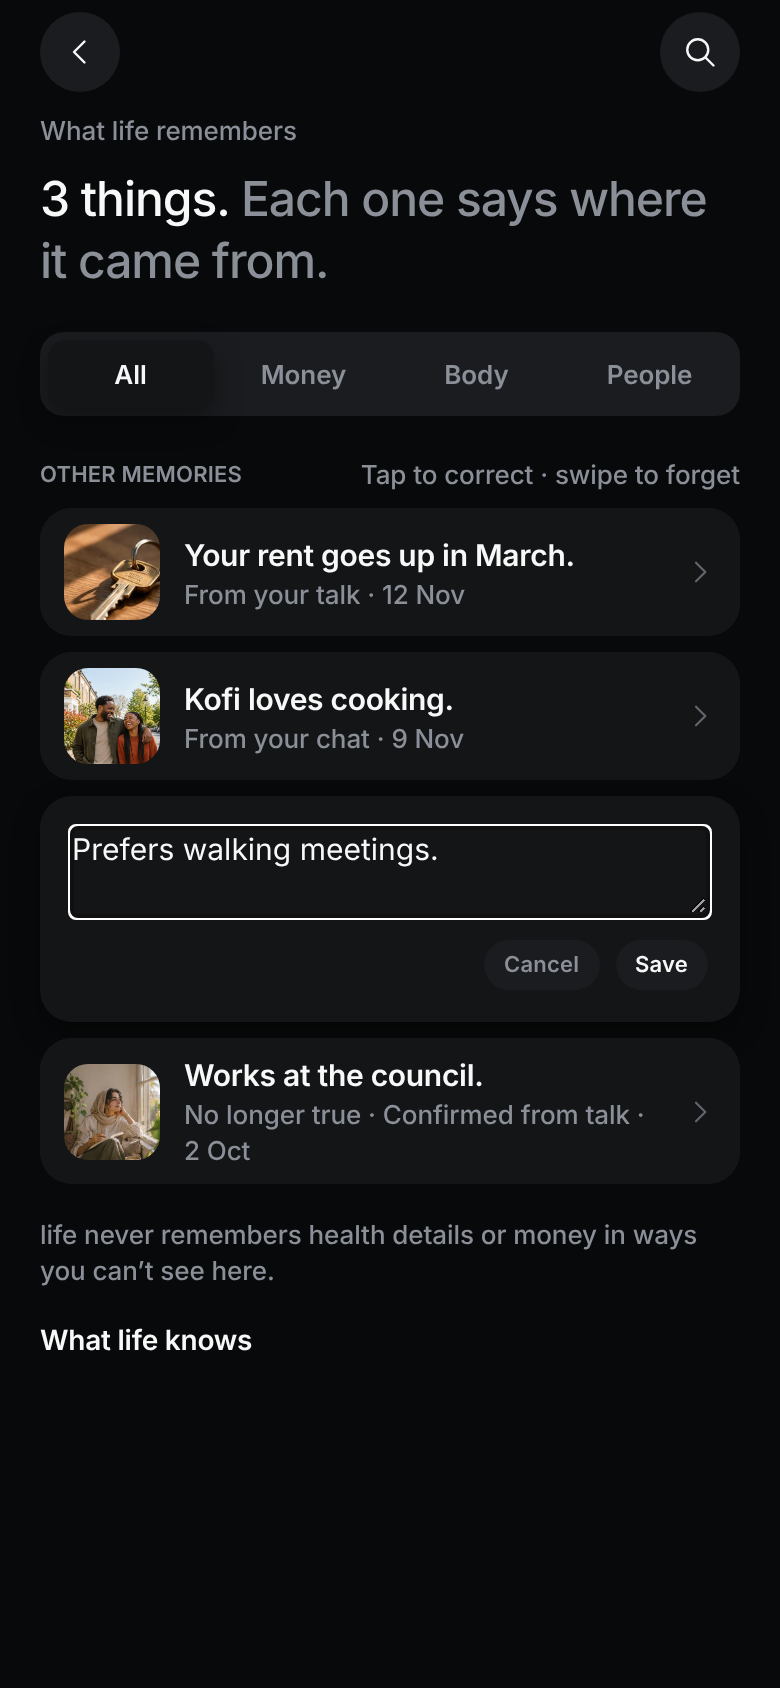 What life remembers
3 things. Each one says where
it came from.
All
Money
Body
People
OTHER MEMORIES
Tap to correct · swipe to forget
Your rent goes up in March.
From your talk · 12 Nov
Kofi loves cooking.
From your chat · 9 Nov
Prefers walking meetings.
Cancel
Save
Works at the council.
No longer true · Confirmed from talk ·
2 Oct
life never remembers health details or money in ways
you can’t see here.
What life knows